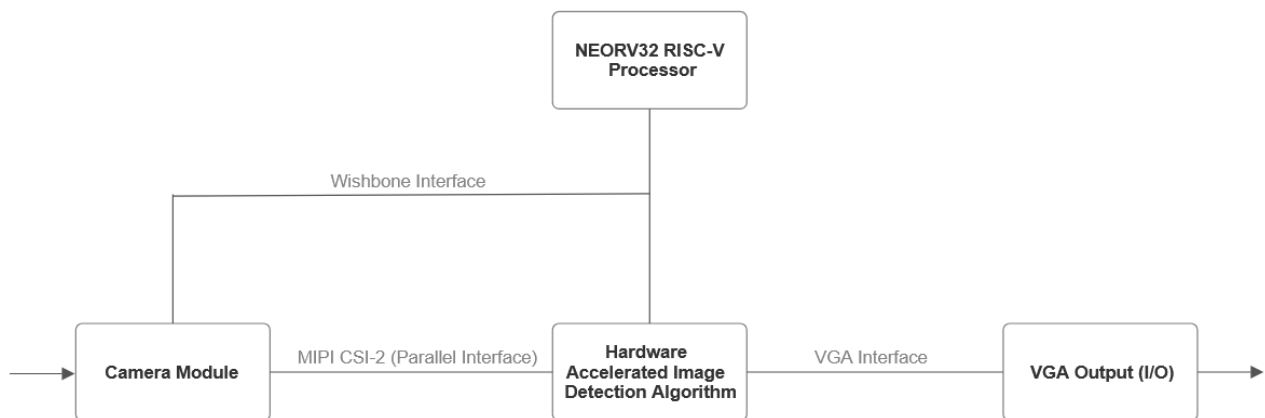 NEORV32 RISC-V
Processor
Wishbone Interface
Camera Module
MIPI CSI-2 (Parallel Interface)
Hardware
Accelerated Image
Detection Algorithm
VGA Interface
VGA Output (I/O)